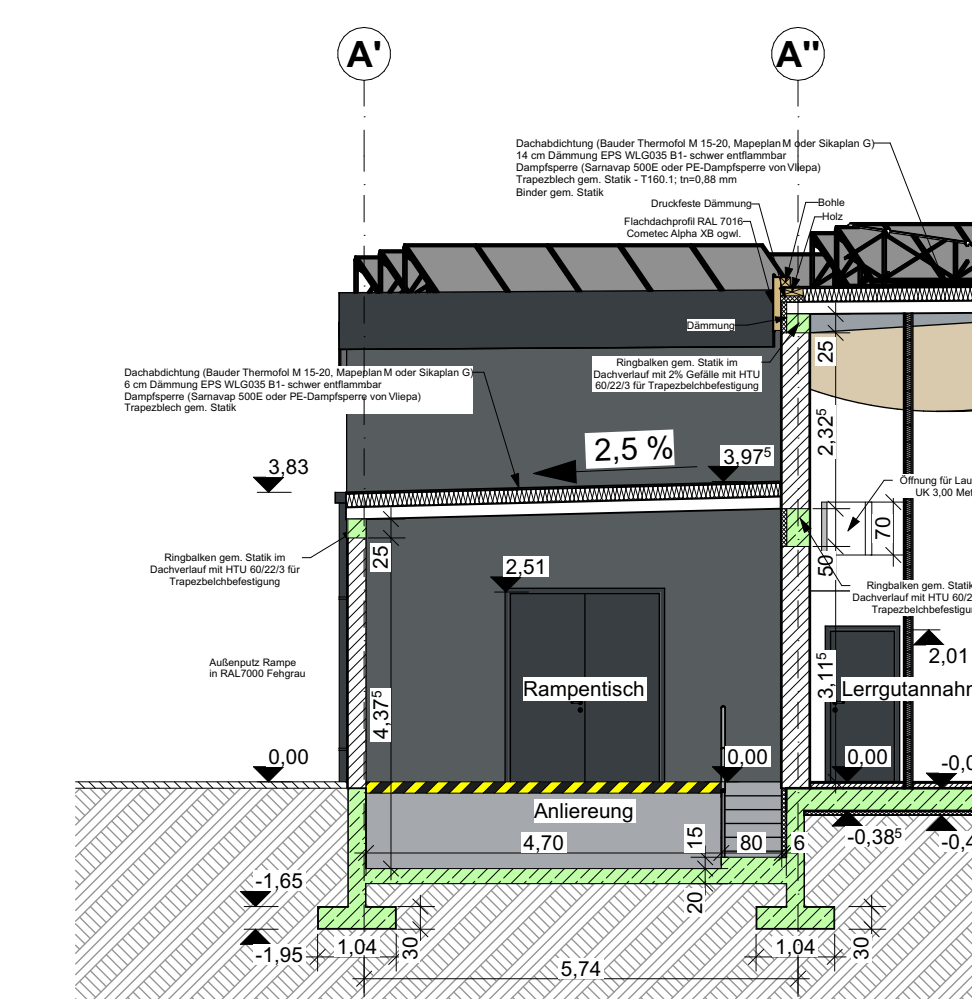 A' A"
Dachabdichtung (Bauder Thermofol M 15-20, Mapeplan M oder Sikaplan G)
14 cm Dämmung EPS WLG035 B1- schwer entflammbar
Dampfsperre (Sarnavap 500E oder PE-Dampfsperre von Vliepa)
Trapezblech gem. Statik - T160.1; tn=0,88 mm
Binder gem. Statik
Druckfeste Dämmung
Bohle
Flachdachprofil RAL 7016
Holz
Cometec Alpha XB ogwl.
Dämmung
Ringbalken gem. Statik im
Dachverlauf mit 2% Gefälle mit HTU
60/22/3 für Trapezbelchbefestigung
25
Dachabdichtung (Bauder Thermofol M 15-20, Mapeplan M oder Sikaplan G)
6 cm Dämmung EPS WLG035 B1- schwer entflammbar
Dampfsperre (Sarnavap 500E oder PE-Dampfsperre von Vliepa)
Trapezblech gem. Statik
2,32⁵
2,5 %
3,97⁵
3,83
Öffnung für Lau
UK 3,00 Met
70
50
25
Ringbalken gem. Statik im
Dachverlauf mit HTU 60/22/3 für
Trapezbelchbefestigung
2,51
Ringbalken gem. Statik
Dachverlauf mit HTU 60/2
Trapezbelchbefestigu
Außenputz Rampe
in RAL7000 Fehgrau
2,01
3,11⁵
Rampentisch
Lerrgutannahm
4,37⁵
0,00
0,00
0,00
-0,0
Anliereung
4,70
15
80
6
-0,38⁵
-0,4
-1,65
20
-1,95
1,04
30
1,04
30
5,74